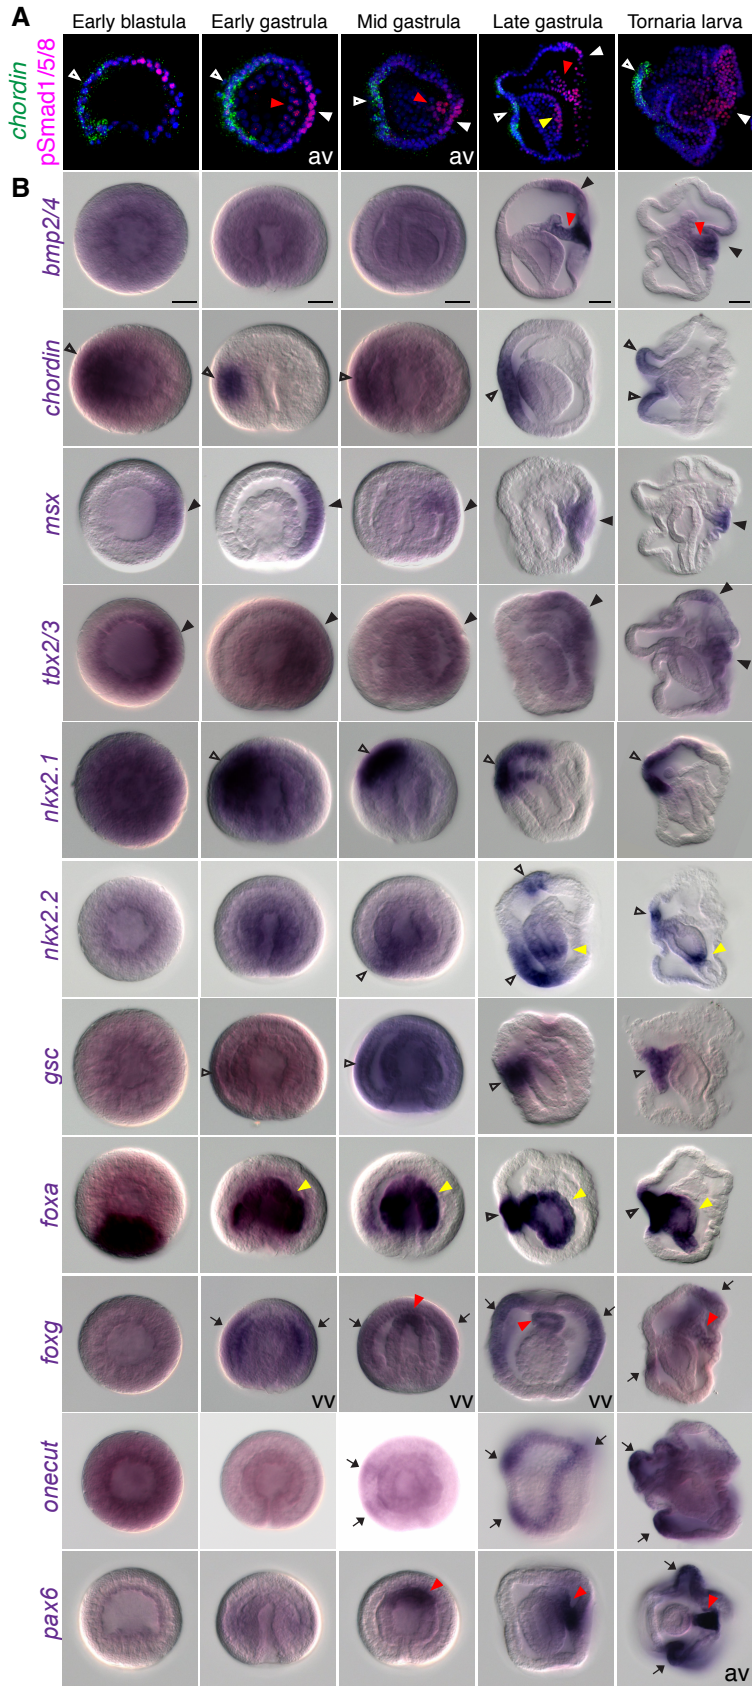 A
Early blastula
Early gastrula
Mid gastrula
Late gastrula
Tornaria larva
chordin
pSmad1/5/8
av
av
B
bmp2/4
chordin
msx
tbx2/3
nkx2.1
nkx2.2
gsc
foxa
foxg
vv
vv
vv
onecut
pax6
av